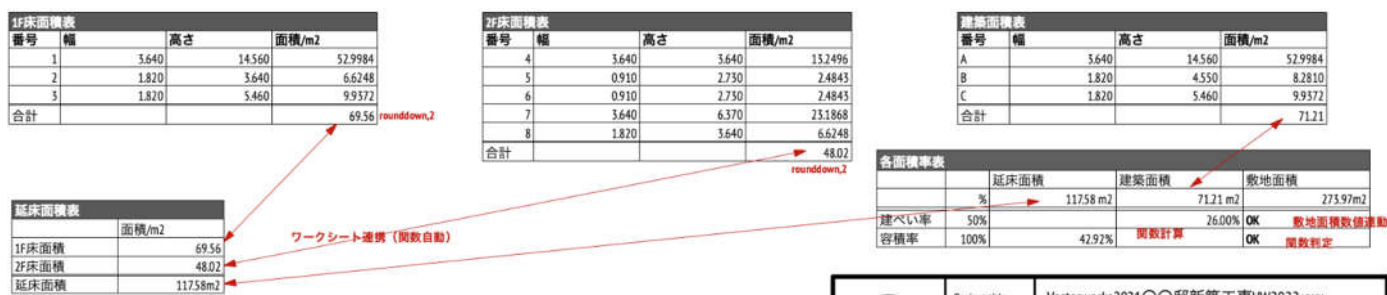 1F床面積表
番号 幅 高さ 面積/m2
1 3.640 14.560 52.9984
2 1.820 3.640 6.6248
3 1.820 5.460 9.9372
合計 69.56 rounddown,2
2F床面積表
番号 幅 高さ 面積/m2
4 3.640 3.640 13.2496
5 0.910 2.730 2.4843
6 0.910 2.730 2.4843
7 3.640 6.370 23.1868
8 1.820 3.640 6.6248
合計 48.02
rounddown,2
建築面積表
番号 幅 高さ 面積/m2
A 3.640 14.560 52.9984
B 1.820 4.550 8.2810
C 1.820 5.460 9.9372
合計 71.21
各面積率表
延床面積 建築面積 敷地面積
% 117.58 m2 71.21 m2 273.97m2
建ぺい率 50% 26.00% OK 敷地面積数値連動
容積率 100% 42.92% 関数計算 OK 関数判定
延床面積表
面積/m2
1F床面積 69.56
2F床面積 48.02
延床面積 117.58m2
ワークシート連携（関数自動）